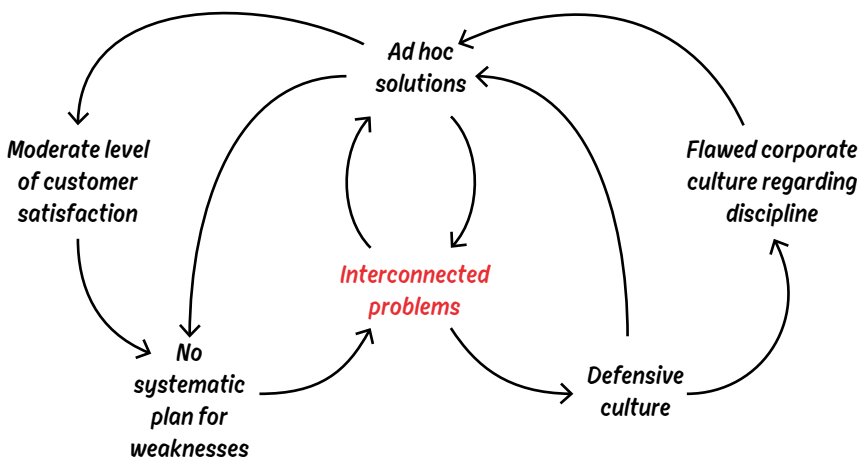 Ad hoc
solutions
Moderate level
of customer
satisfaction
Flawed corporate
culture regarding
discipline
Interconnected
problems
No
systematic
plan for
weaknesses
Defensive
culture